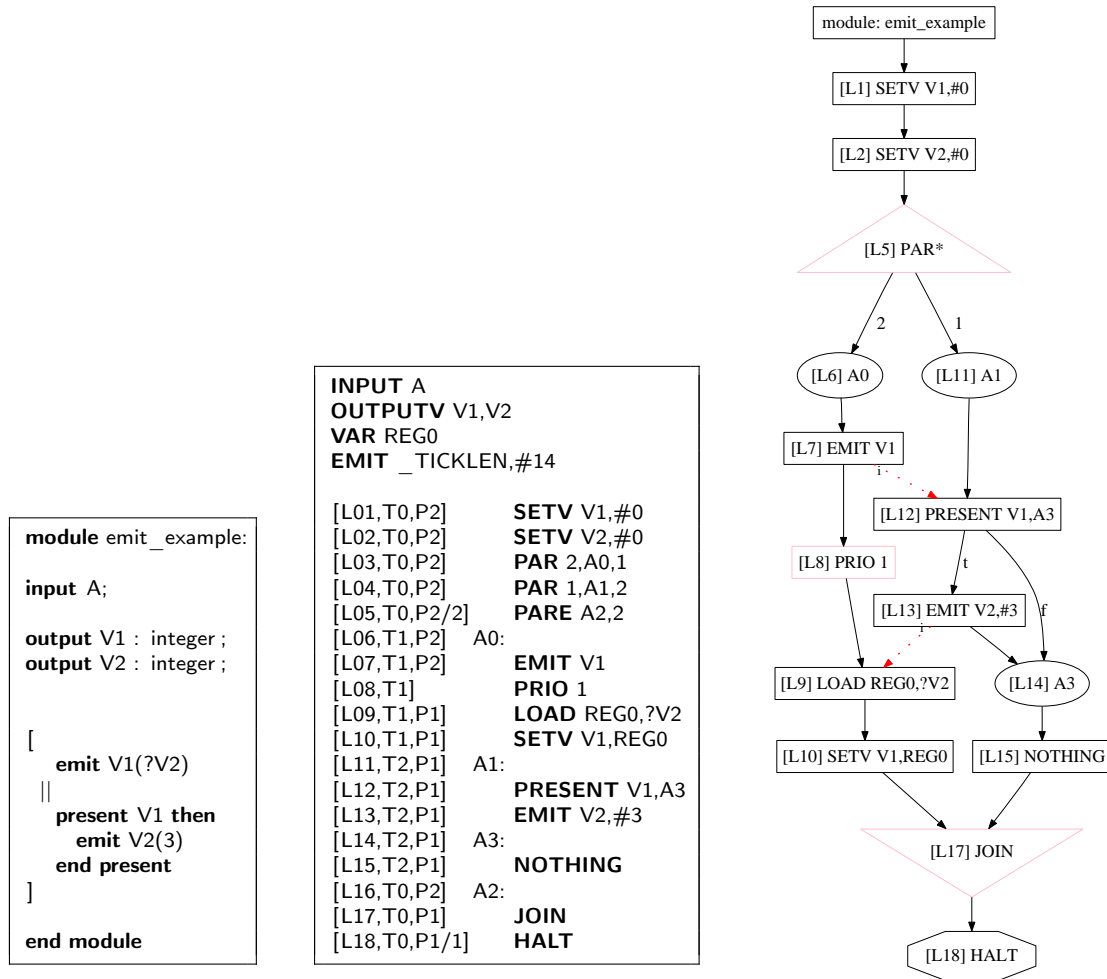 module emit_example:
input A;
output V1 : integer ;
output V2 : integer ;
[
emit V1(?V2)
||
present V1 then
emit V2(3)
end present
]
end module
INPUT A
OUTPUTV V1,V2
VAR REG0
EMIT _TICKLEN,#14
[L01,T0,P2] SETV V1,#0
[L02,T0,P2] SETV V2,#0
[L03,T0,P2] PAR 2,A0,1
[L04,T0,P2] PAR 1,A1,2
[L05,T0,P2/2] PARE A2,2
[L06,T1,P2] A0:
[L07,T1,P2] EMIT V1
[L08,T1] PRIO 1
[L09,T1,P1] LOAD REG0,?V2
[L10,T1,P1] SETV V1,REG0
[L11,T2,P1] A1:
[L12,T2,P1] PRESENT V1,A3
[L13,T2,P1] EMIT V2,#3
[L14,T2,P1] A3:
[L15,T2,P1] NOTHING
[L16,T0,P2] A2:
[L17,T0,P1] JOIN
[L18,T0,P1/1] HALT
module: emit_example
[L1] SETV V1,#0
[L2] SETV V2,#0
[L5] PAR*
2 1
[L6] A0 [L11] A1
[L7] EMIT V1
i
[L12] PRESENT V1,A3
[L8] PRIO 1
t
[L13] EMIT V2,#3
f
i
[L9] LOAD REG0,?V2 [L14] A3
[L10] SETV V1,REG0 [L15] NOTHING
[L17] JOIN
[L18] HALT